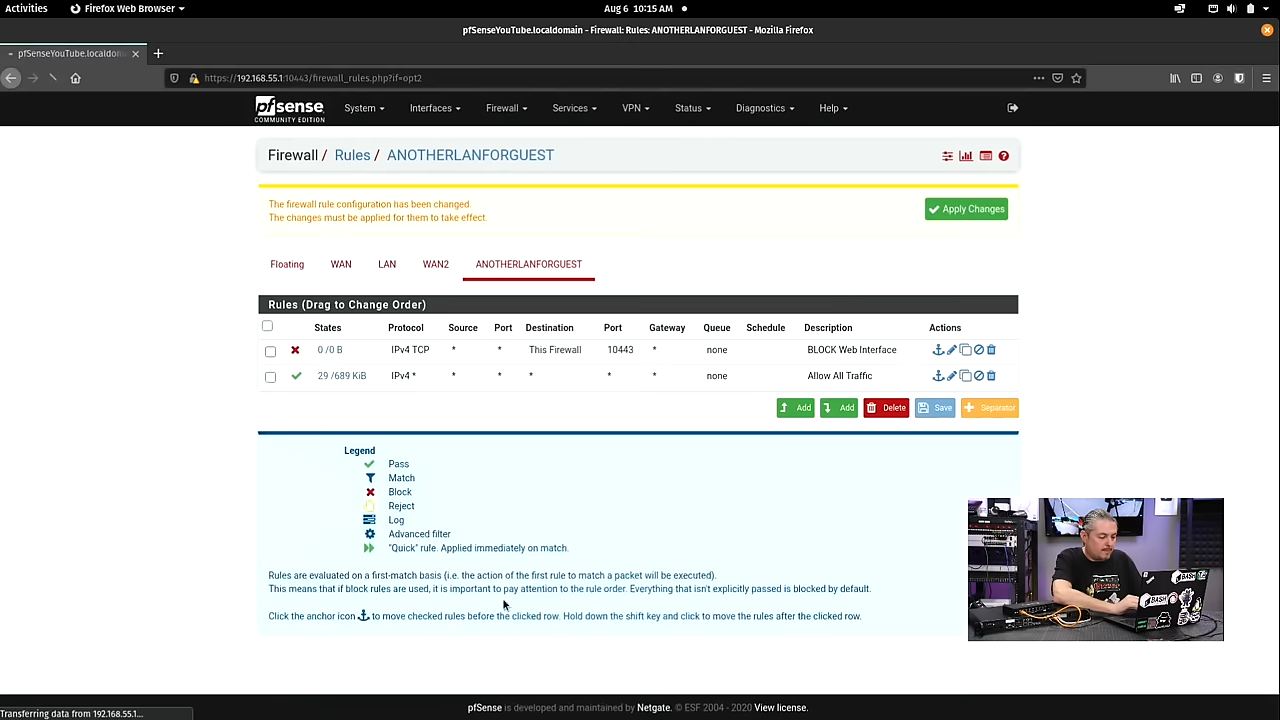 Activities
Firefox Web Browser
Aug 6 10:15 AM
pfSenseYouTube.localdomain - Firewall: Rules: ANOTHERLANFORGUEST - Mozilla Firefox
pfSenseYouTube.localdom
https://192.168.55.1:10443/firewall_rules.php?if=opt2
pfsense
COMMUNITY EDITION
System
Interfaces
Firewall
Services
VPN
Status
Diagnostics
Help
Firewall / Rules / ANOTHERLANFORGUEST
The firewall rule configuration has been changed.
The changes must be applied for them to take effect.
Apply Changes
Floating WAN LAN WAN2 ANOTHERLANFORGUEST
Rules (Drag to Change Order)
States Protocol Source Port Destination Port Gateway Queue Schedule Description Actions
0 /0 B IPv4 TCP * * This Firewall 10443 * none BLOCK Web Interface
29 /689 KiB IPv4 * * * * * * none Allow All Traffic
Add Add Delete Save Separator
Legend
Pass
Match
Block
Reject
Log
Advanced filter
"Quick" rule. Applied immediately on match.
Rules are evaluated on a first-match basis (i.e. the action of the first rule to match a packet will be executed).
This means that if block rules are used, it is important to pay attention to the rule order. Everything that isn't explicitly passed is blocked by default.
Click the anchor icon to move checked rules before the clicked row. Hold down the shift key and click to move the rules after the clicked row.
$BASH
pfSense is developed and maintained by Netgate. © ESF 2004 - 2020 View license.
Transferring data from 192.168.55.1...